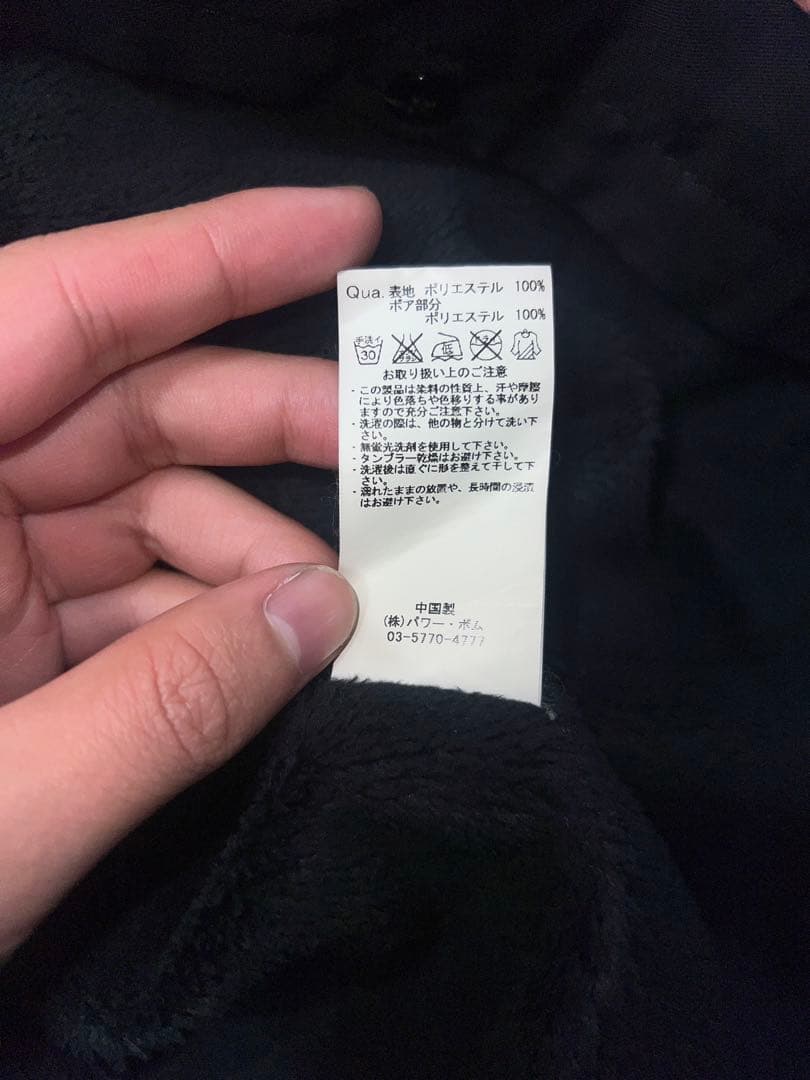 Qua. 表地 ポリエステル 100%
ボア部分
ポリエステル 100%
手洗イ
30
低
お取り扱い上のご注意
・この製品は染料の性質上、汗や摩擦
により色落ちや色移りする事があり
ますので充分ご注意下さい。
・洗濯の際は、他の物と分けて洗い下
さい。
・無蛍光洗剤を使用して下さい。
・タンブラー乾燥はお避け下さい。
・洗濯後は直ぐに形を整えて干して下
さい。
・濡れたままの放置や、長時間の浸漬
はお避け下さい。
中国製
(株)パワー・ボム
03-5770-4777